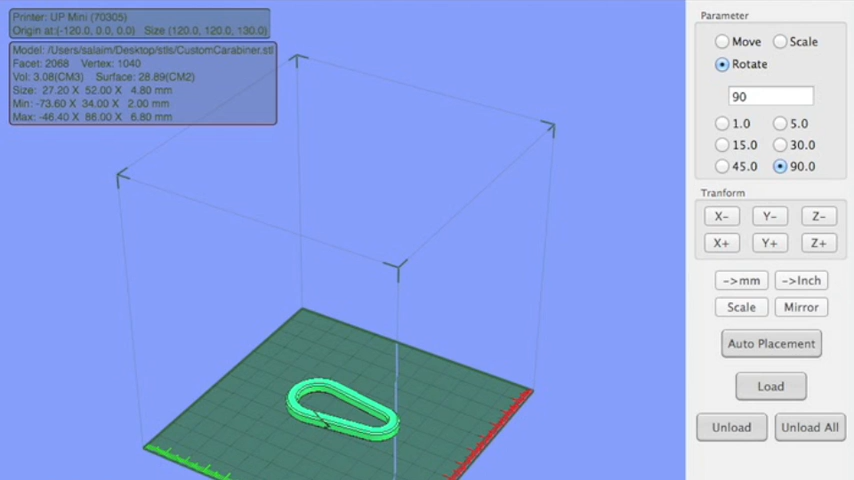 Printer: UP Mini (70305)
Origin at:(-120.0, 0.0, 0.0) Size (120.0, 120.0, 130.0)
Model: /Users/salaim/Desktop/stls/CustomCarabiner.stl
Facet: 2068 Vertex: 1040
Vol: 3.08(CM3) Surface: 28.89(CM2)
Size: 27.20 X 52.00 X 4.80 mm
Min: -73.60 X 34.00 X 2.00 mm
Max: -46.40 X 86.00 X 6.80 mm
Parameter
Move Scale
Rotate
90
1.0 5.0
15.0 30.0
45.0 90.0
Tranform
X- Y- Z-
X+ Y+ Z+
->mm ->Inch
Scale Mirror
Auto Placement
Load
Unload Unload All